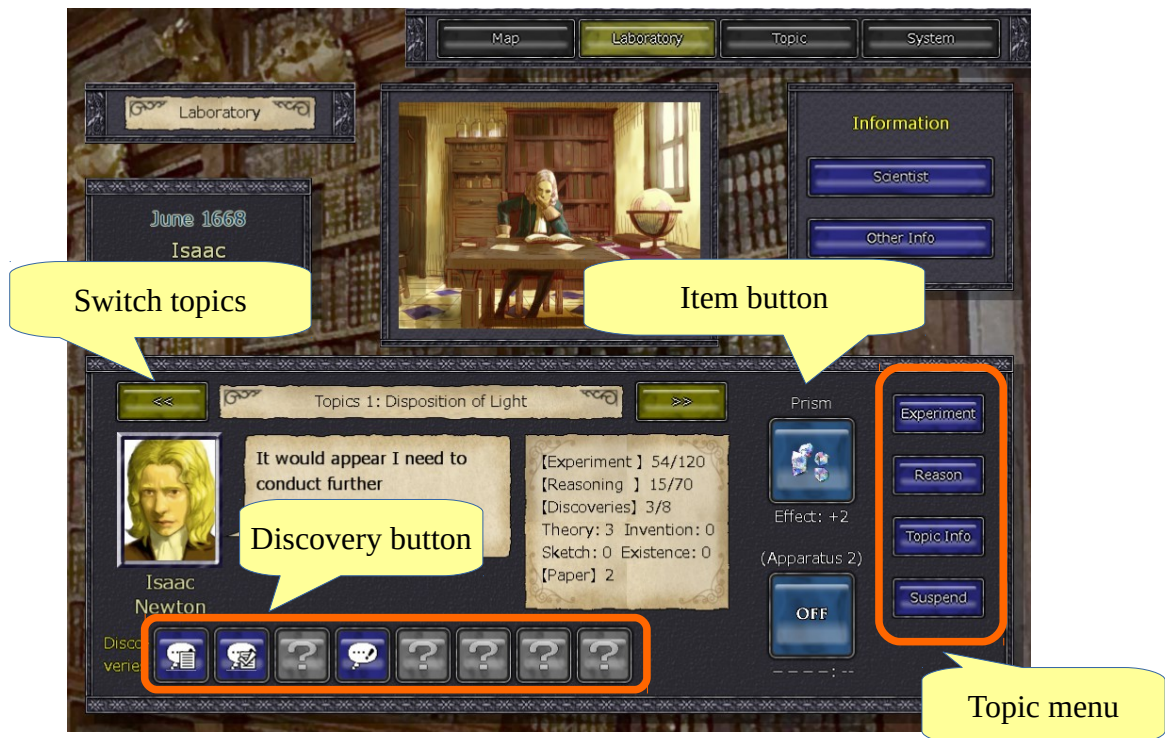 Map
Laboratory
Topic
System
Laboratory
Information
Scientist
Other Info
June 1668
Isaac
Switch topics
Item button
<<
Topics 1: Disposition of Light
>>
Prism
Experiment
It would appear I need to
conduct further
【Experiment 】 54/120
【Reasoning 】 15/70
【Discoveries】 3/8
Theory: 3 Invention: 0
Sketch: 0 Existence: 0
【Paper】 2
Reason
Effect: +2
Topic Info
Discovery button
(Apparatus 2)
Isaac
Newton
OFF
Suspend
Disco
verie
? ? ? ? ?
----:--
Topic menu